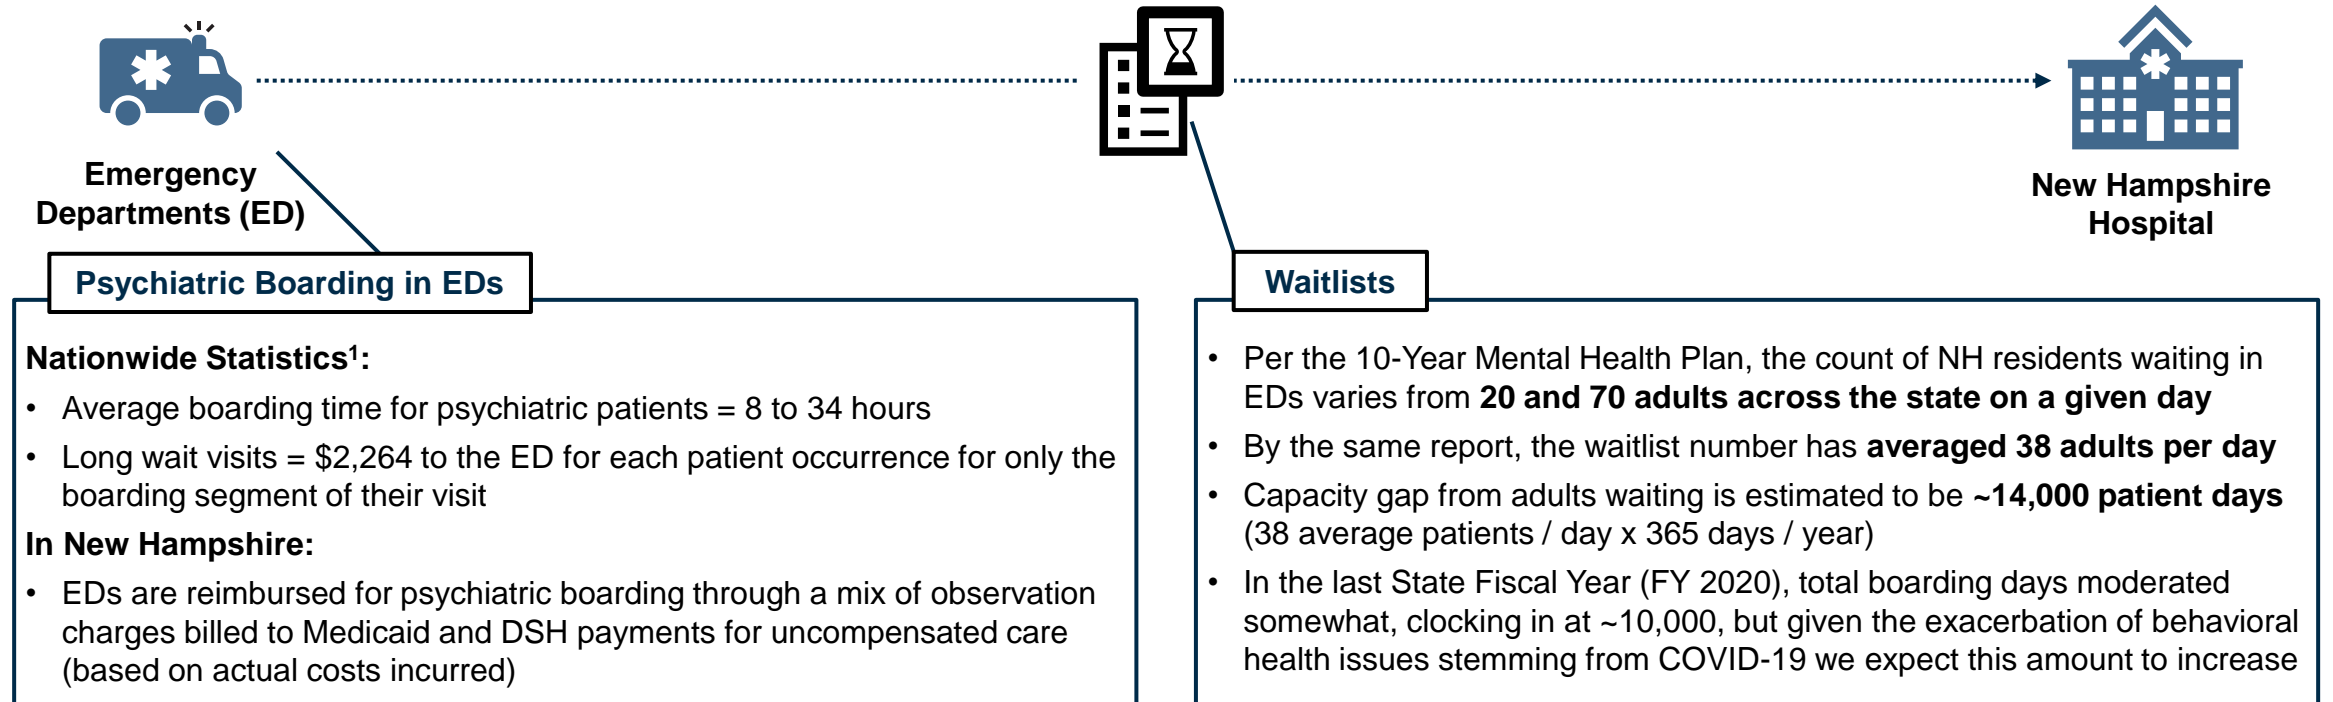 Emergency
Departments (ED)
New Hampshire
Hospital
Psychiatric Boarding in EDs
Nationwide Statistics¹:
• Average boarding time for psychiatric patients = 8 to 34 hours
• Long wait visits = $2,264 to the ED for each patient occurrence for only the
boarding segment of their visit
In New Hampshire:
• EDs are reimbursed for psychiatric boarding through a mix of observation
charges billed to Medicaid and DSH payments for uncompensated care
(based on actual costs incurred)
Waitlists
• Per the 10-Year Mental Health Plan, the count of NH residents waiting in
EDs varies from 20 and 70 adults across the state on a given day
• By the same report, the waitlist number has averaged 38 adults per day
• Capacity gap from adults waiting is estimated to be ~14,000 patient days
(38 average patients / day x 365 days / year)
• In the last State Fiscal Year (FY 2020), total boarding days moderated
somewhat, clocking in at ~10,000, but given the exacerbation of behavioral
health issues stemming from COVID-19 we expect this amount to increase